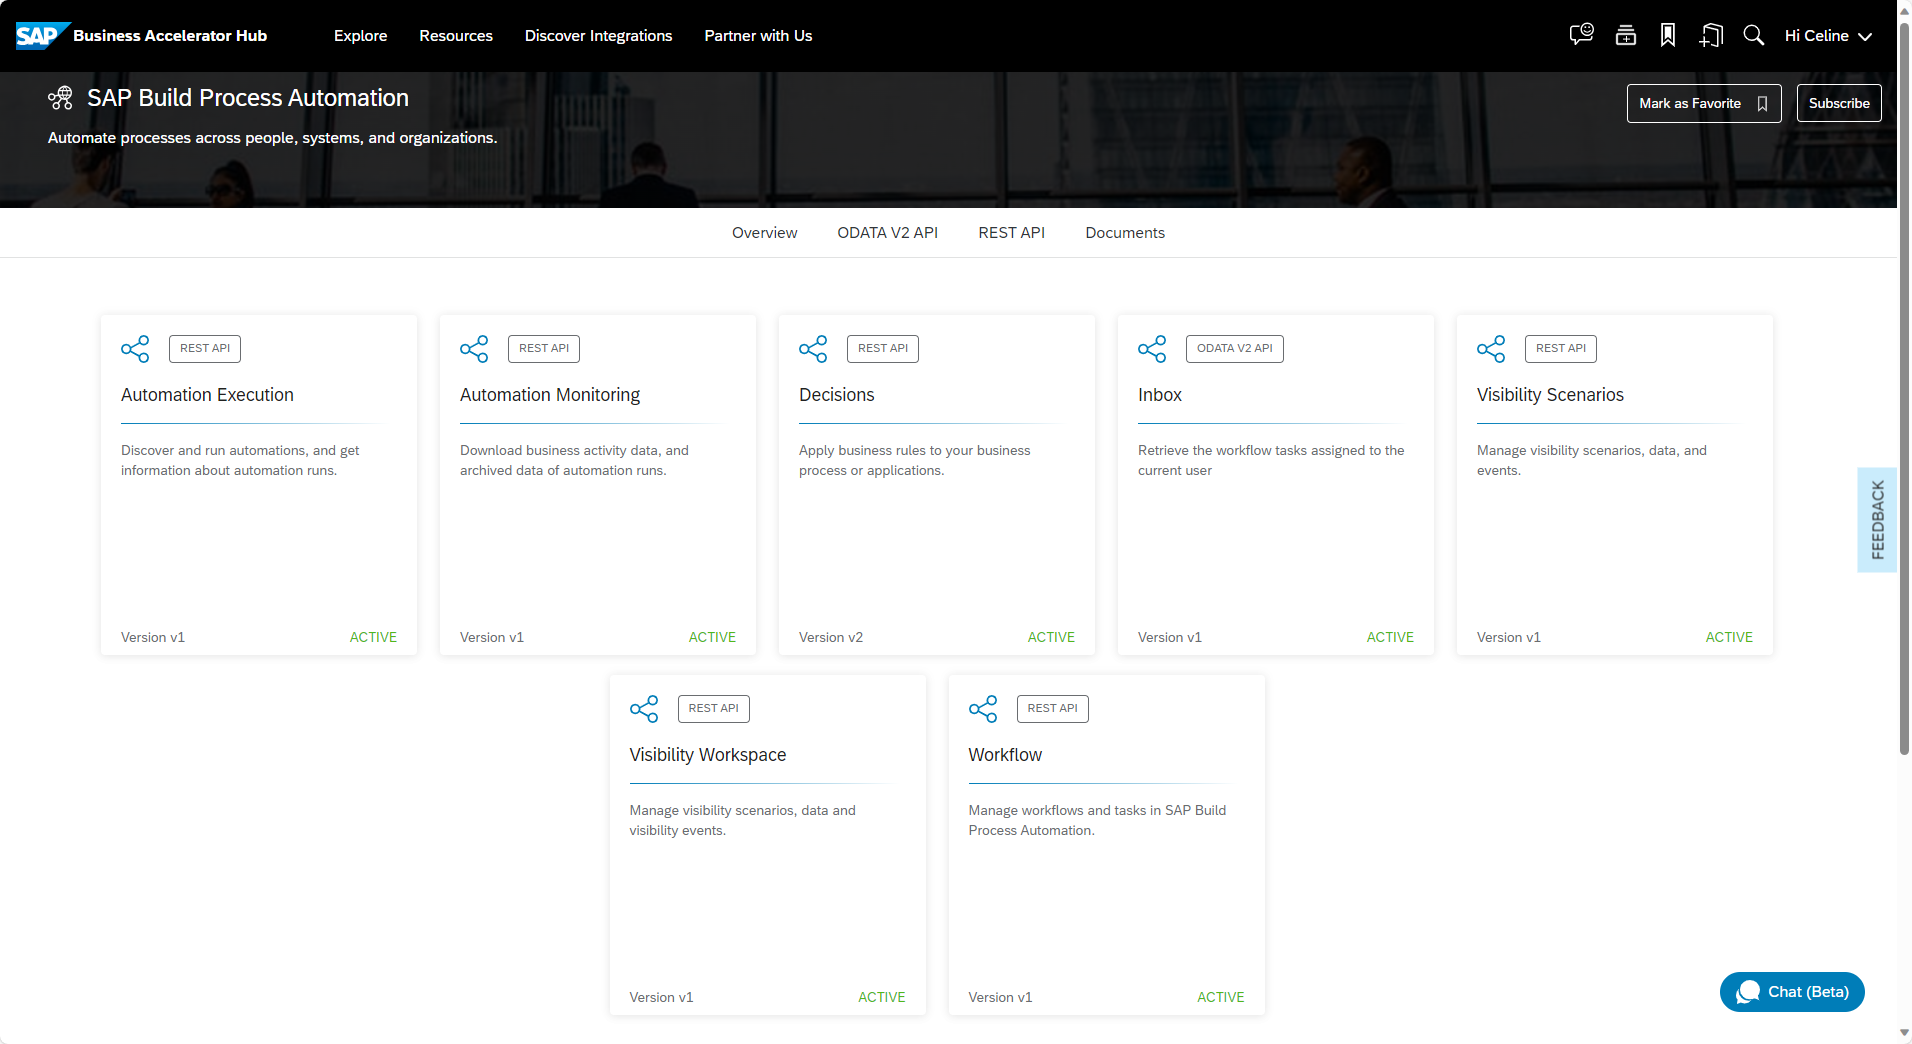 SAP Business Accelerator Hub Explore Resources Discover Integrations Partner with Us Hi Celine
SAP Build Process Automation
Mark as Favorite Subscribe
Automate processes across people, systems, and organizations.
Overview ODATA V2 API REST API Documents
REST API
Automation Execution
Discover and run automations, and get
information about automation runs.
Version v1 ACTIVE
REST API
Automation Monitoring
Download business activity data, and
archived data of automation runs.
Version v1 ACTIVE
REST API
Decisions
Apply business rules to your business
process or applications.
Version v2 ACTIVE
ODATA V2 API
Inbox
Retrieve the workflow tasks assigned to the
current user
Version v1 ACTIVE
REST API
Visibility Scenarios
Manage visibility scenarios, data, and
events.
Version v1 ACTIVE
FEEDBACK
REST API
Visibility Workspace
Manage visibility scenarios, data and
visibility events.
Version v1 ACTIVE
REST API
Workflow
Manage workflows and tasks in SAP Build
Process Automation.
Version v1 ACTIVE
Chat (Beta)